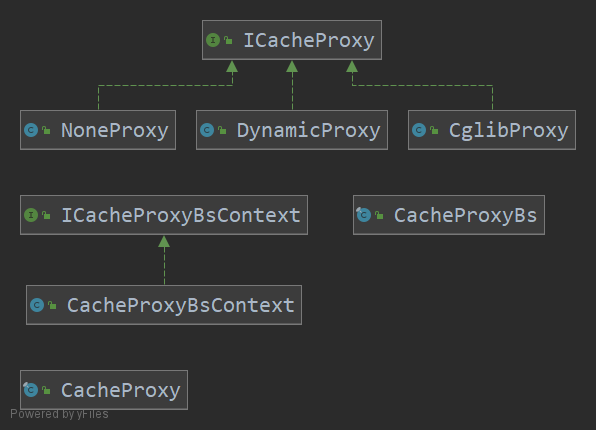 ICacheProxy
NoneProxy
DynamicProxy
CglibProxy
ICacheProxyBsContext
CacheProxyBs
CacheProxyBsContext
CacheProxy
Powered by yFiles